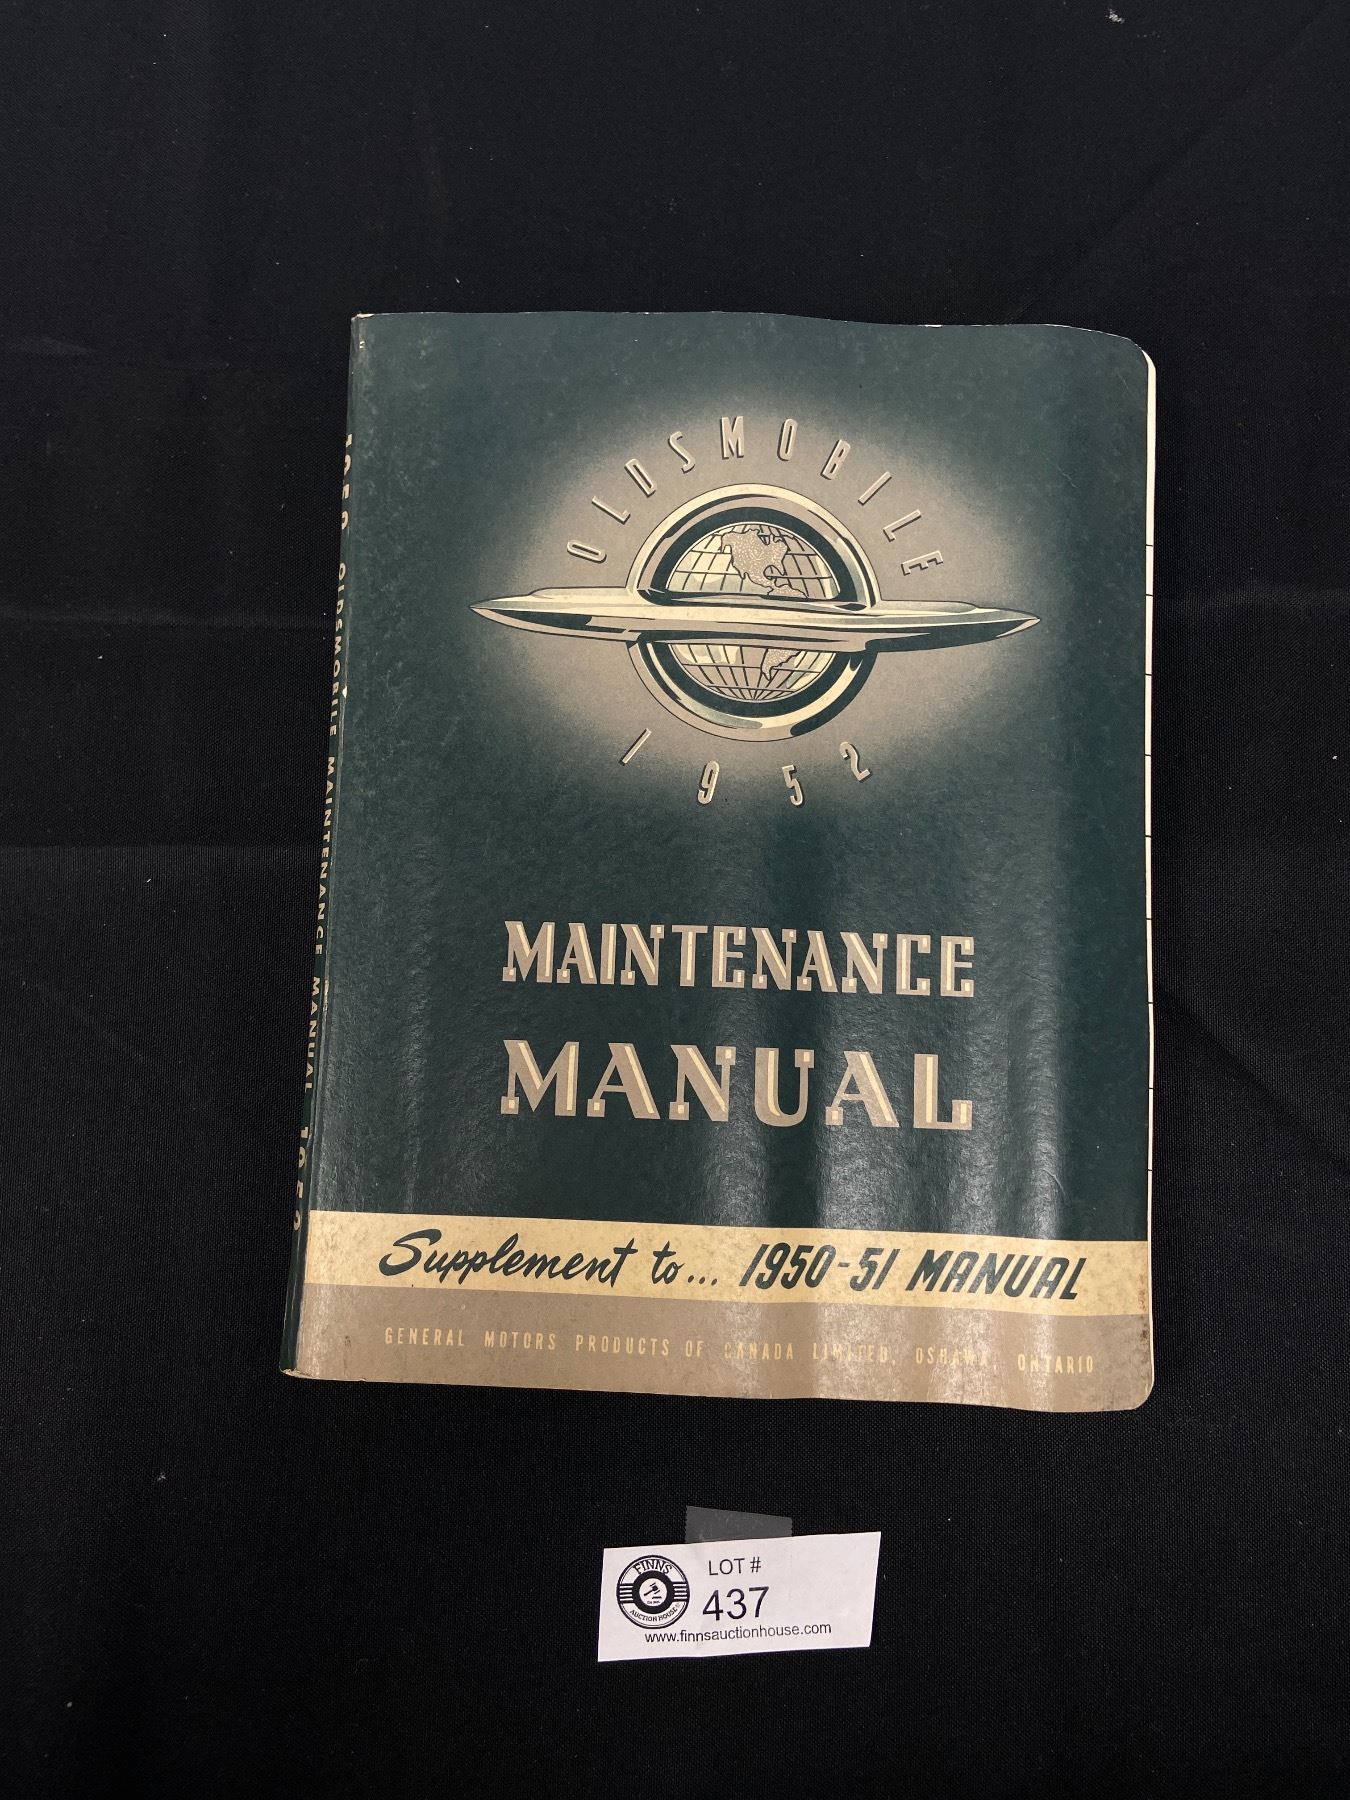 OLDSMOBILE
1952
MAINTENANCE
MANUAL
Supplement to... 1950-51 MANUAL
GENERAL MOTORS PRODUCTS OF CANADA LIMITED, OSHAWA, ONTARIO
1952 OLDSMOBILE MAINTENANCE MANUAL 1952
FINNS
AUCTION HOUSE
LOT #
437
www.finnsauctionhouse.com